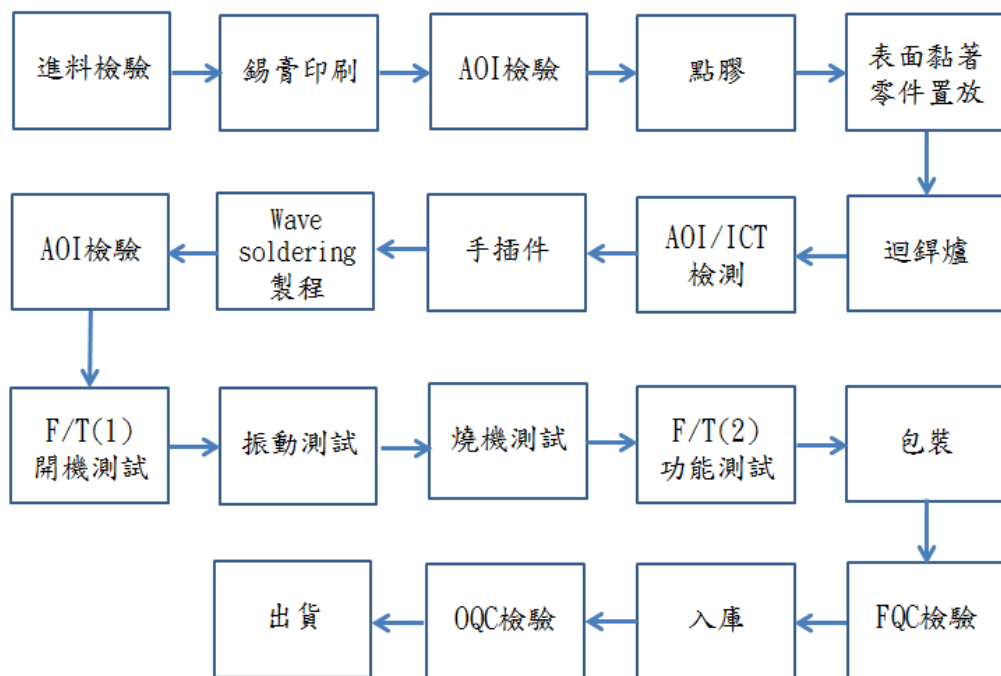 進料檢驗
錫膏印刷
AOI檢驗
點膠
表面黏著
零件置放
迴銲爐
AOI/ICT
檢測
手插件
Wave
soldering
製程
AOI檢驗
F/T(1)
開機測試
振動測試
燒機測試
F/T(2)
功能測試
包裝
FQC檢驗
入庫
OQC檢驗
出貨